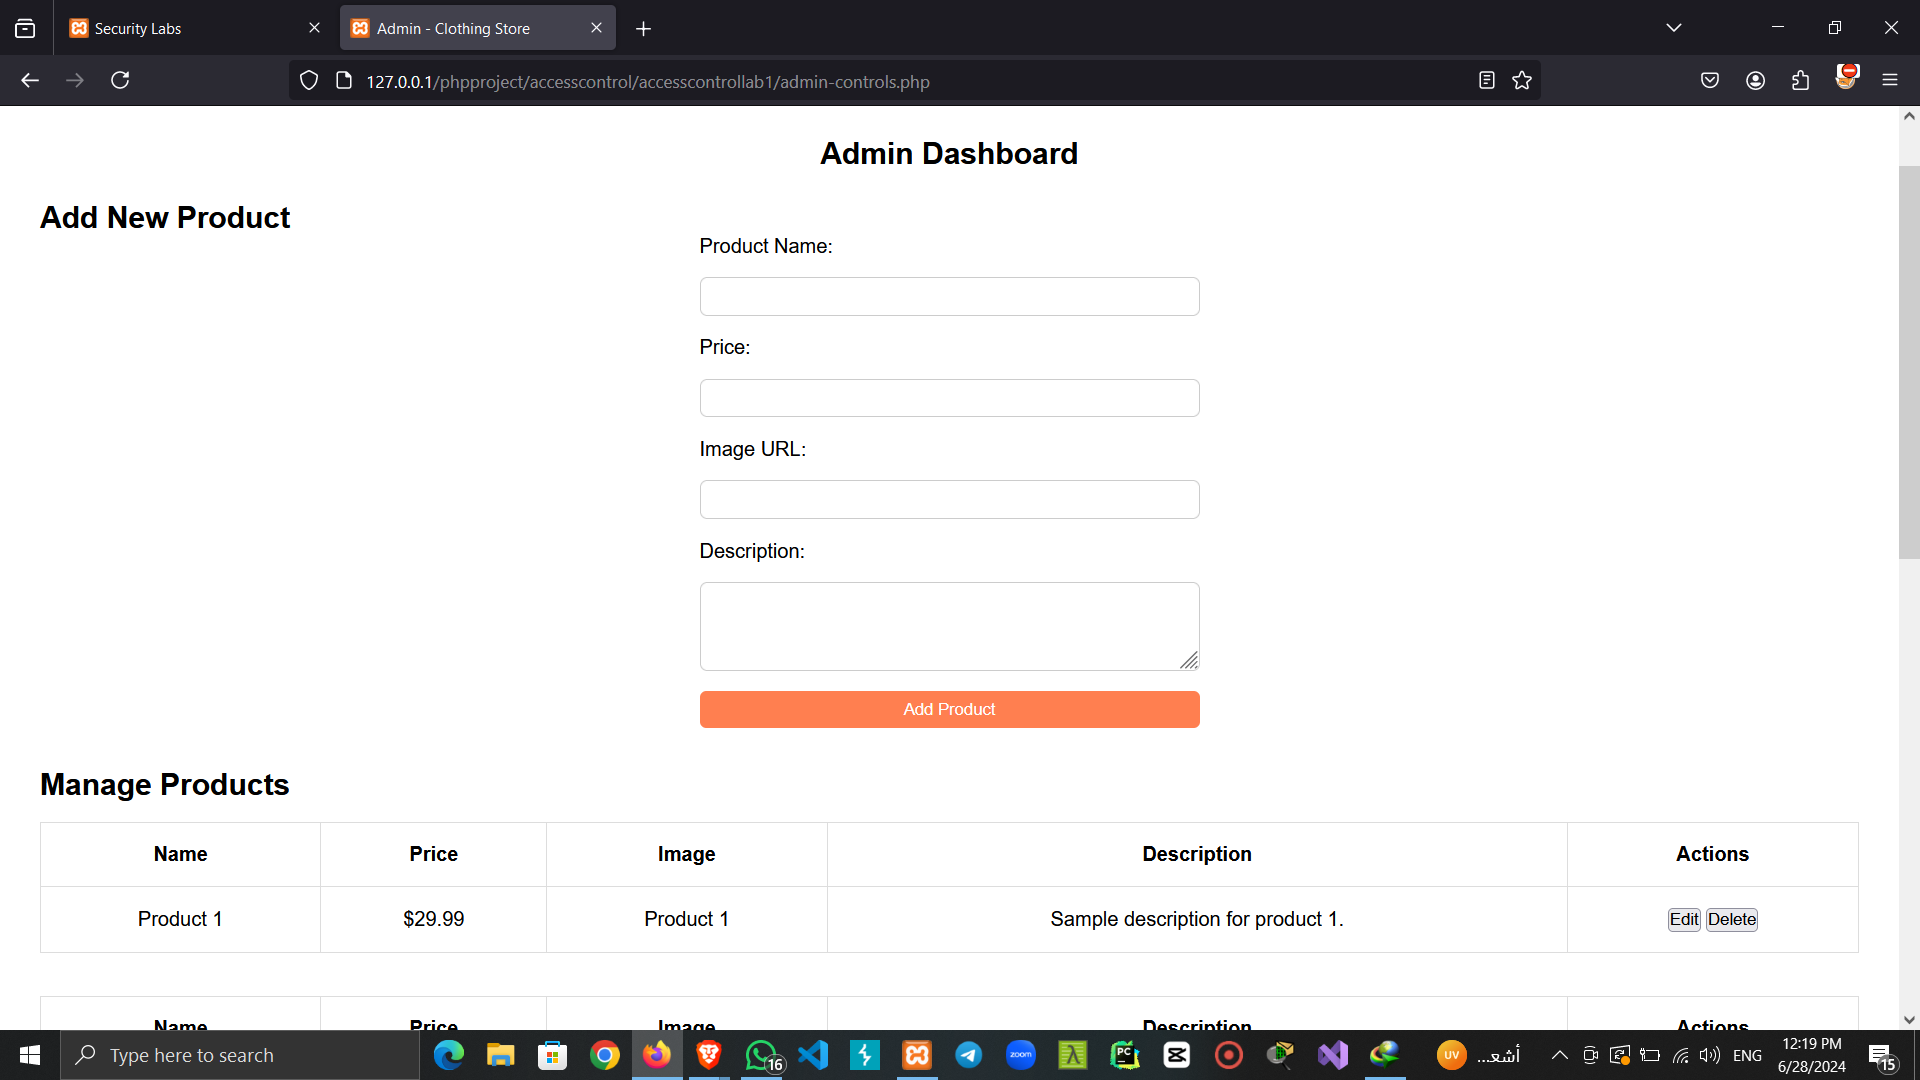 Security Labs
Admin - Clothing Store
127.0.0.1/phpproject/accesscontrol/accesscontrollab1/admin-controls.php
Admin Dashboard
Add New Product
Product Name:
Price:
Image URL:
Description:
Add Product
Manage Products
Name Price Image Description Actions
Product 1 $29.99 Product 1 Sample description for product 1. Edit Delete
Name Price Image Description Actions
Type here to search
16
zoom
PC
UV
أشعـ...
ENG
12:19 PM
6/28/2024
15